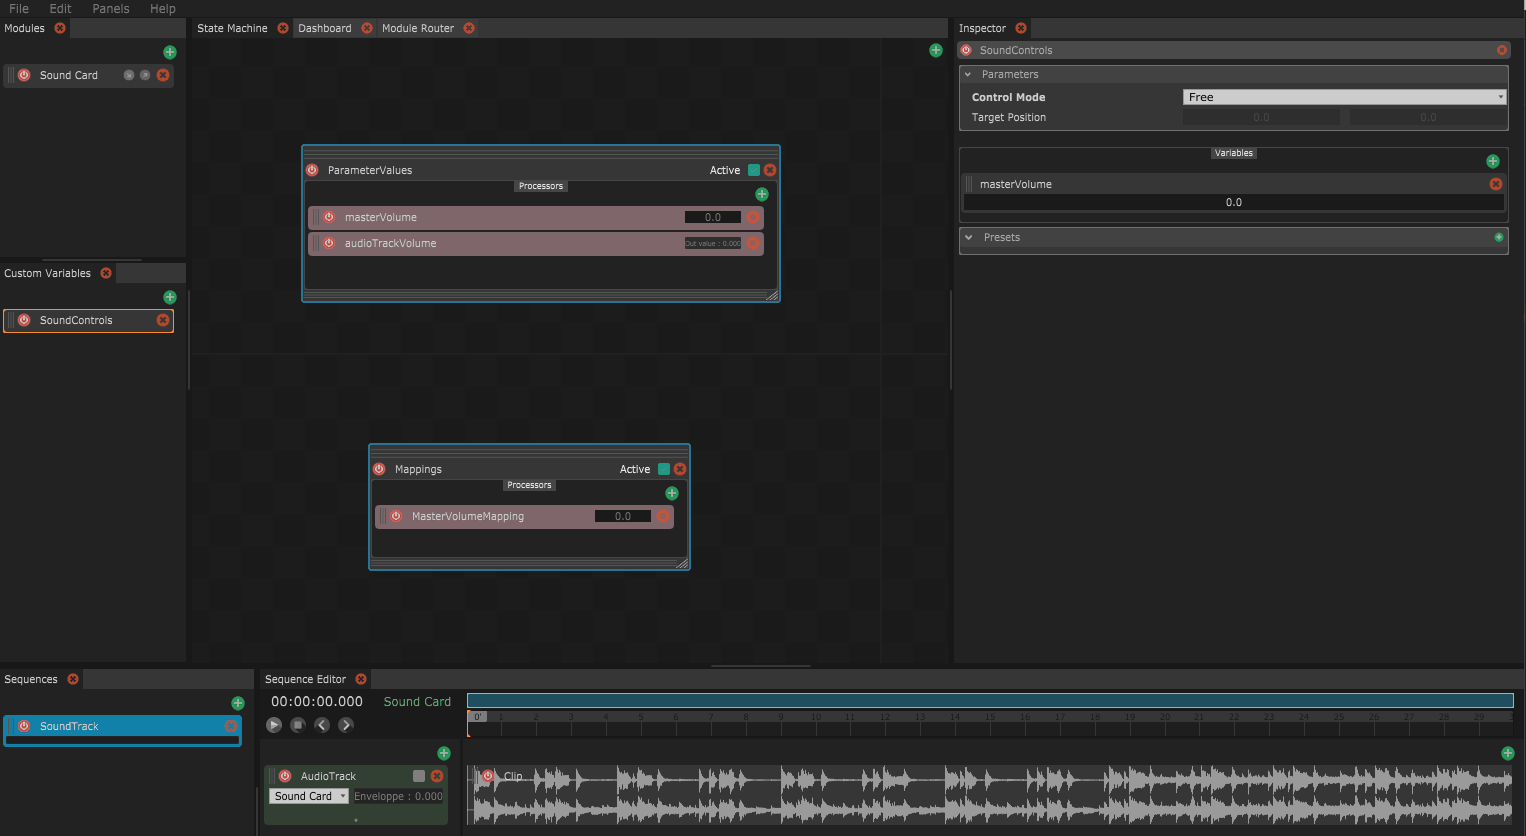 File Edit Panels Help
Modules
Sound Card
Custom Variables
SoundControls
State Machine Dashboard Module Router
ParameterValues Active
Processors
masterVolume 0.0
audioTrackVolume Out value : 0.000
Mappings Active
Processors
MasterVolumeMapping 0.0
Inspector
SoundControls
Parameters
Control Mode Free
Target Position 0.0 0.0
Variables
masterVolume
0.0
Presets
Sequences
SoundTrack
Sequence Editor
00:00:00.000 Sound Card
0' 1 2 3 4 5 6 7 8 9 10 11 12 13 14 15 16 17 18 19 20 21 22 23 24 25 26 27 28 29
AudioTrack
Sound Card Enveloppe : 0.000
Clip